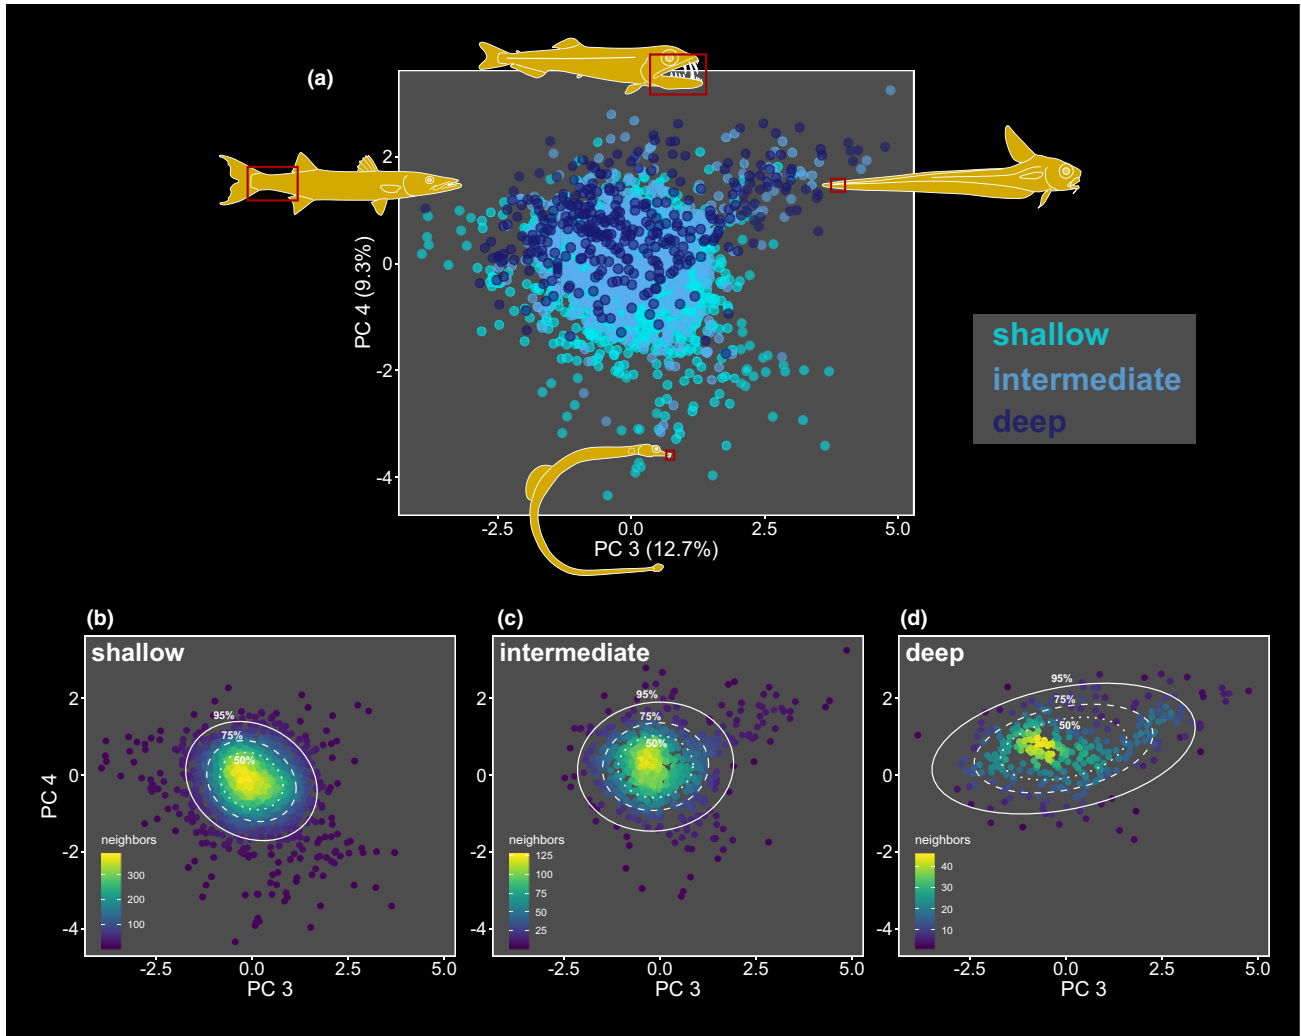 (a)
2
0
-2
-4
PC 4 (9.3%)
-2.5 0.0 2.5 5.0
PC 3 (12.7%)
shallow
intermediate
deep
(b)
shallow
95%
75%
50%
2
0
-2
-4
PC 4
neighbors
300
100
-2.5 0.0 2.5 5.0
PC 3
(c)
intermediate
95%
75%
50%
2
0
-2
-4
neighbors
125
100
75
50
25
-2.5 0.0 2.5 5.0
PC 3
(d)
deep
95%
75%
50%
2
0
-2
-4
neighbors
40
30
20
10
-2.5 0.0 2.5 5.0
PC 3